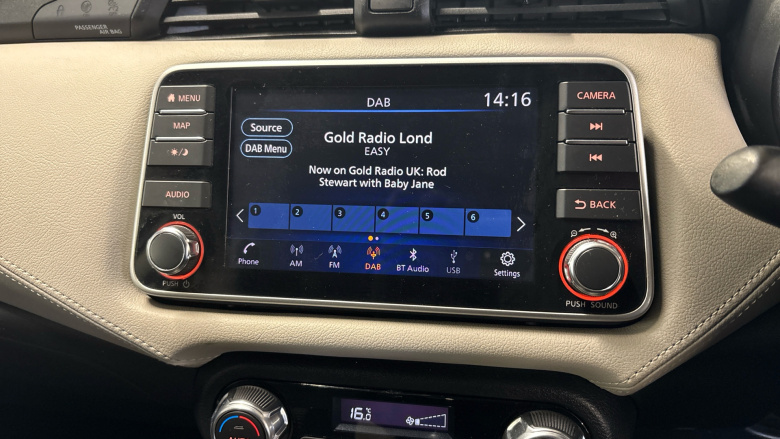 PASSENGER
AIR BAG
DAB
14:16
MENU
MAP
AUDIO
VOL
PUSH
Source
DAB Menu
Gold Radio Lond
EASY
Now on Gold Radio UK: Rod
Stewart with Baby Jane
1 2 3 4 5 6
Phone
AM
FM
DAB
BT Audio
USB
Settings
CAMERA
BACK
PUSH SOUND
16.0°C